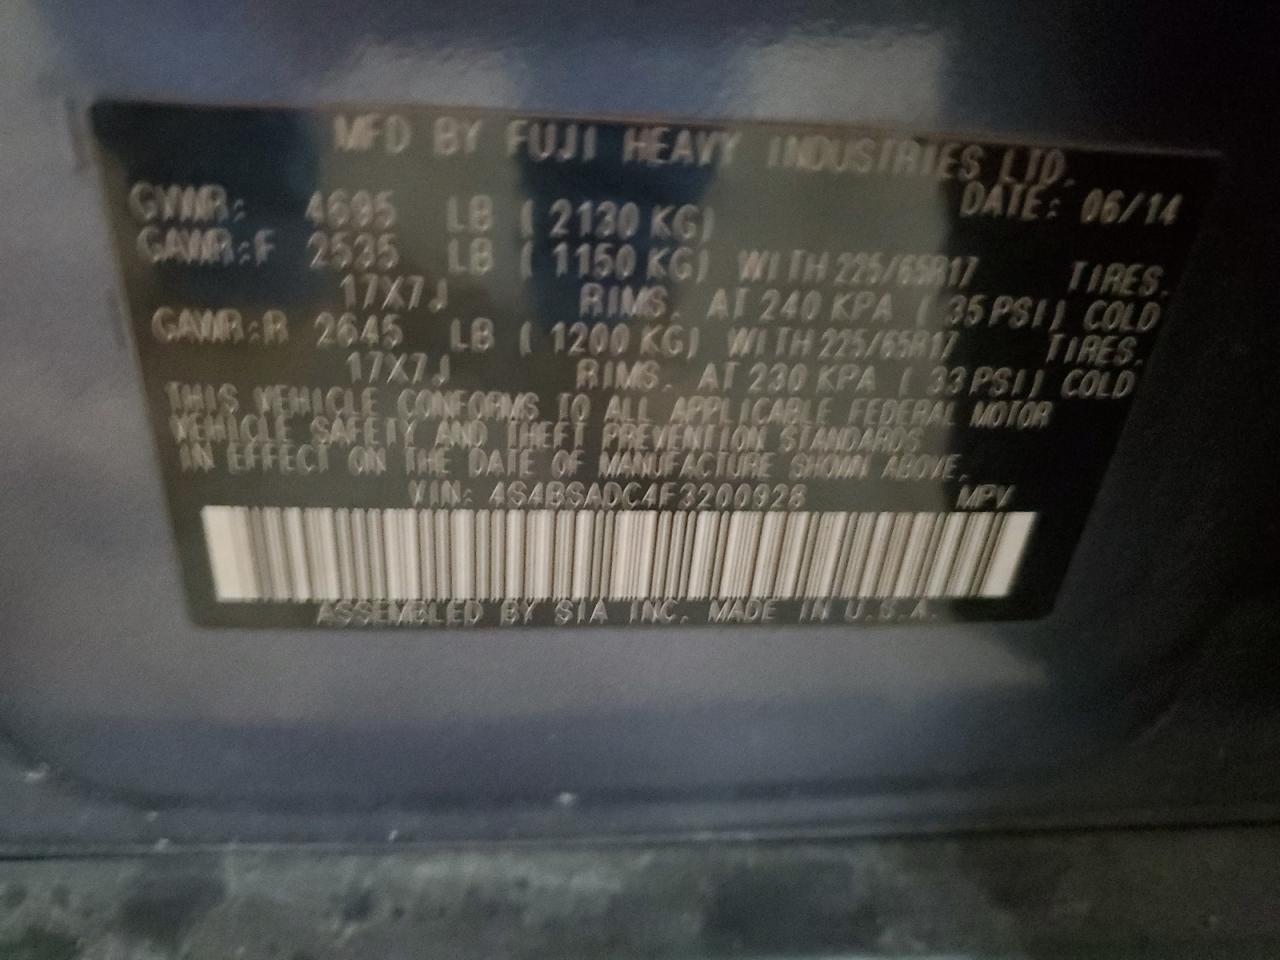 MFD BY FUJI HEAVY INDUSTRIES LTD.
DATE: 06/14
GVWR: 4695 LB ( 2130 KG)
GAWR:F 2535 LB ( 1150 KG) WITH 225/65R17 TIRES.
17X7J RIMS. AT 240 KPA ( 35 PSI) COLD
GAWR:R 2645 LB ( 1200 KG) WITH 225/65R17 TIRES.
17X7J RIMS. AT 230 KPA ( 33 PSI) COLD
THIS VEHICLE CONFORMS TO ALL APPLICABLE FEDERAL MOTOR
VEHICLE SAFETY AND THEFT PREVENTION STANDARDS
IN EFFECT ON THE DATE OF MANUFACTURE SHOWN ABOVE.
VIN: 4S4BSADC4F3200928 MPV
ASSEMBLED BY SIA INC. MADE IN U.S.A.